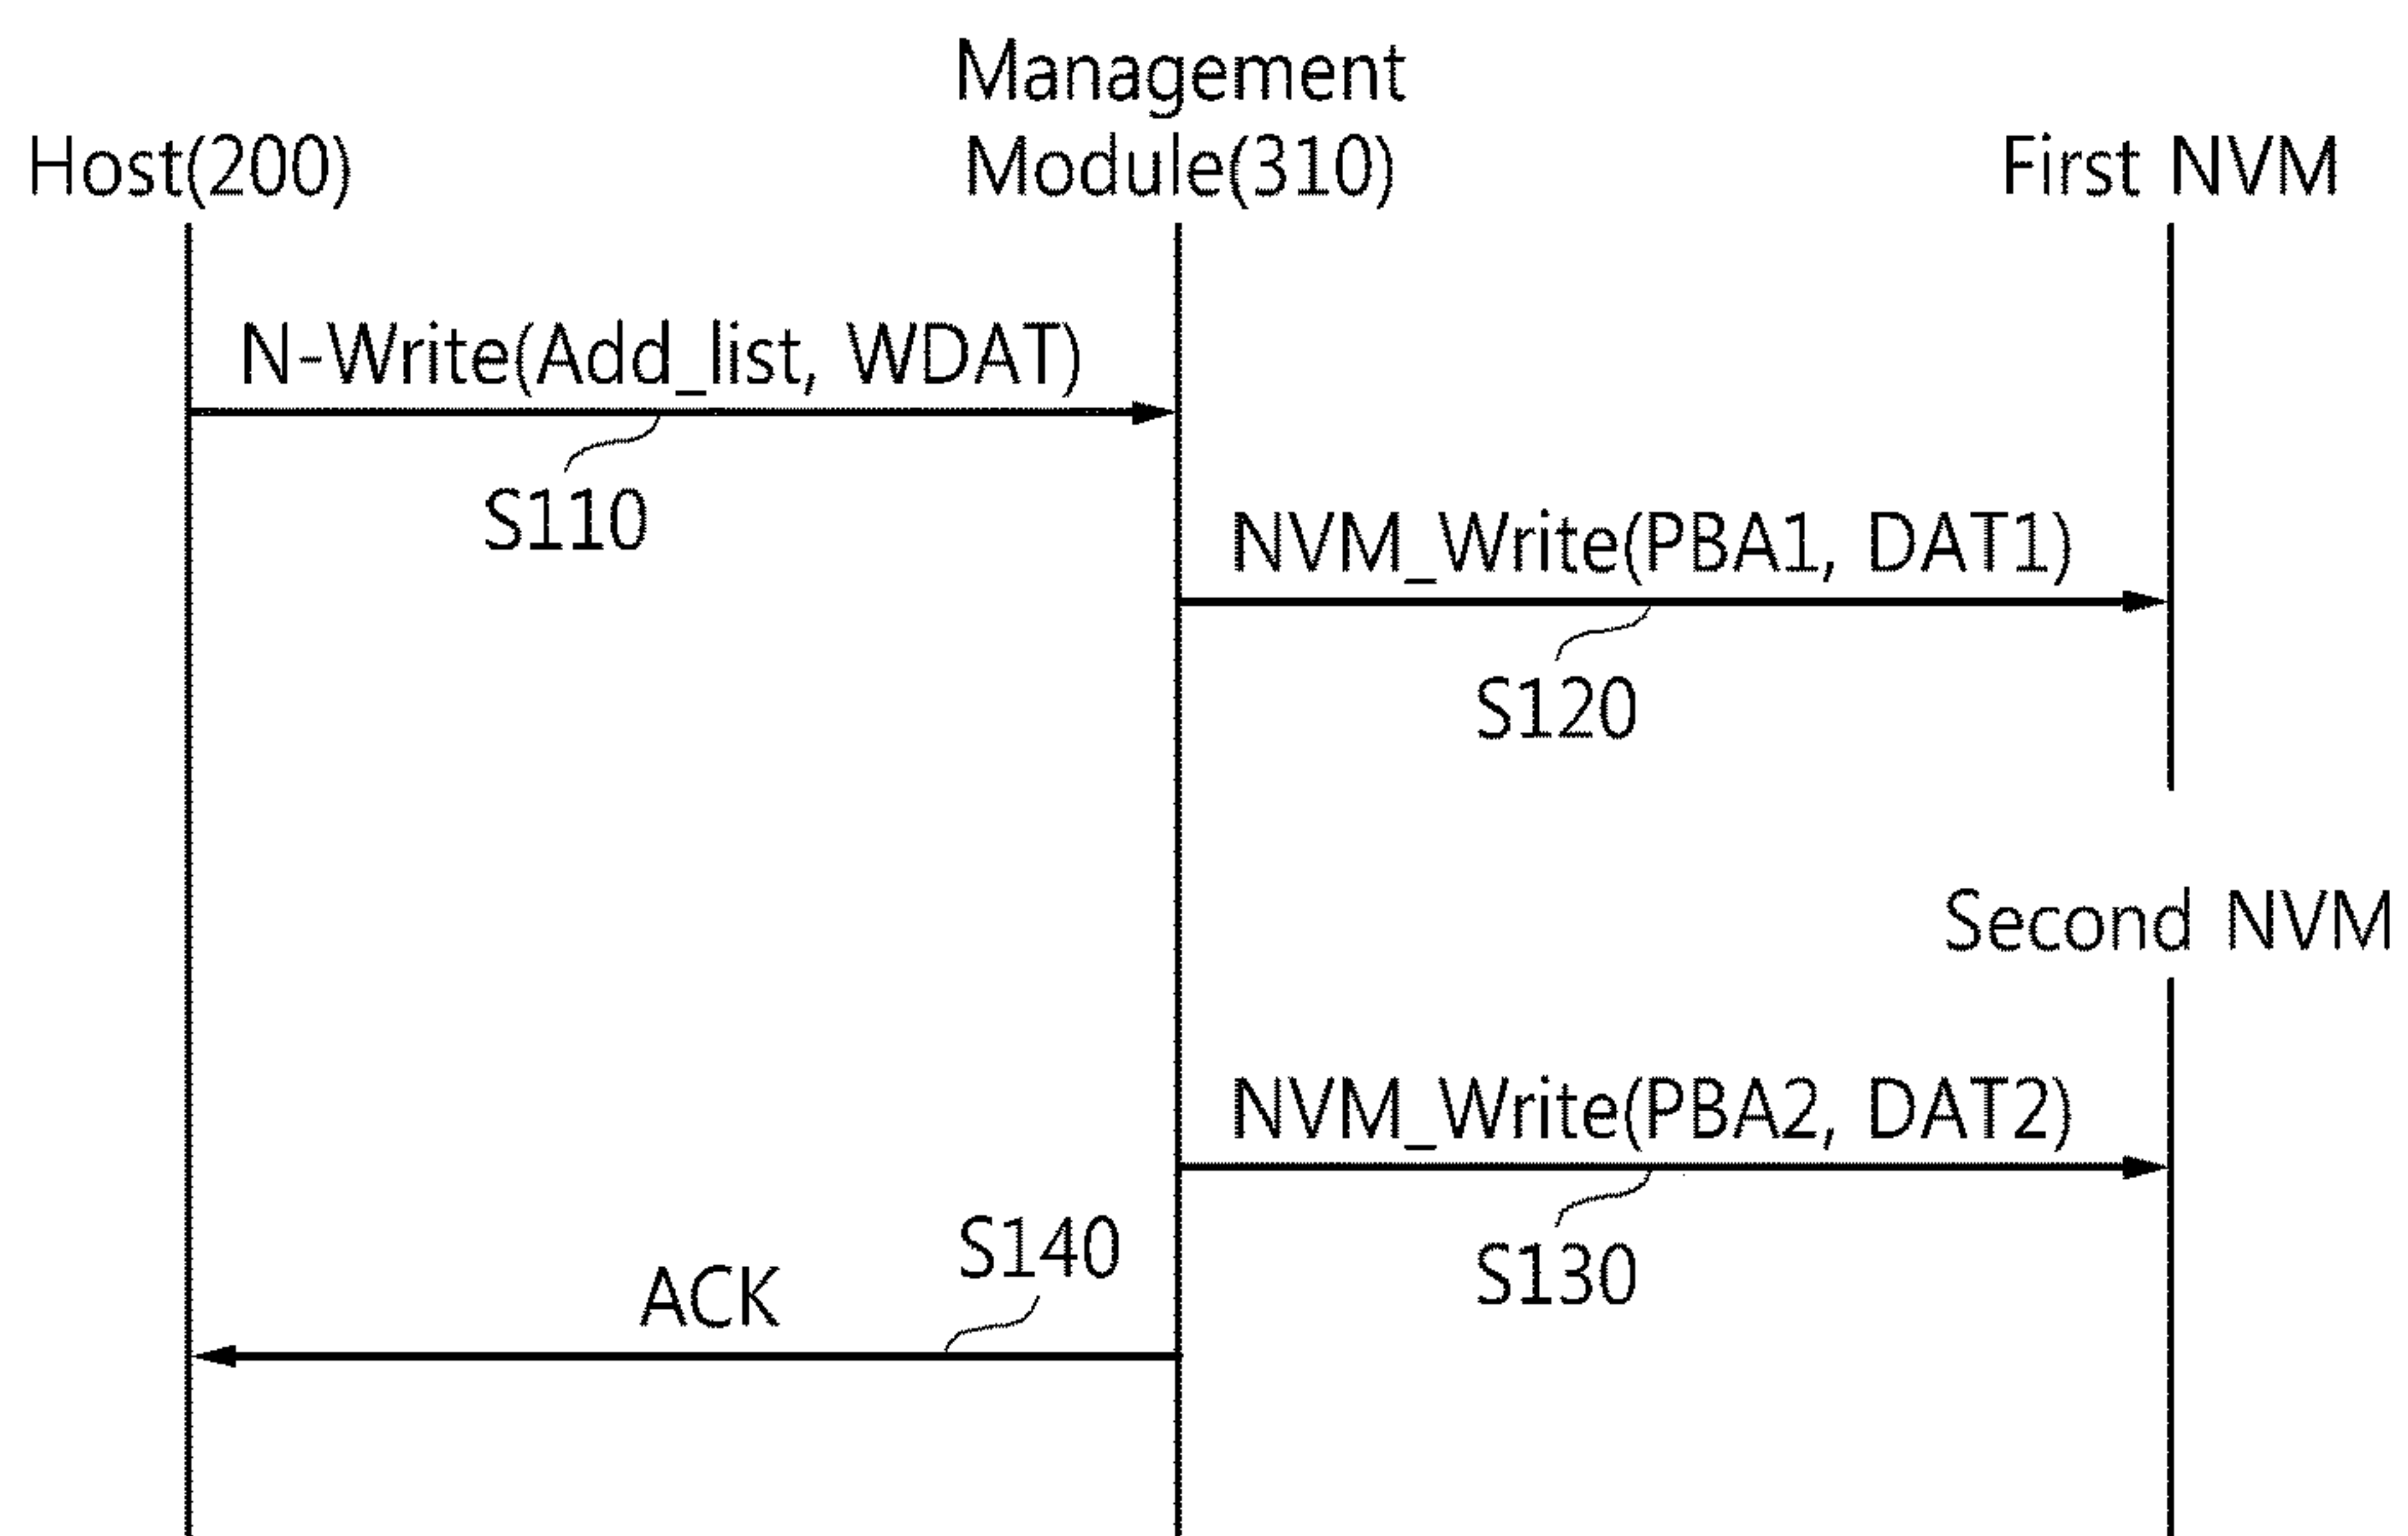 Host(200)
Management
Module(310)
First NVM
N-Write(Add_list, WDAT)
S110
NVM_Write(PBA1, DAT1)
S120
Second NVM
NVM_Write(PBA2, DAT2)
S130
S140
ACK